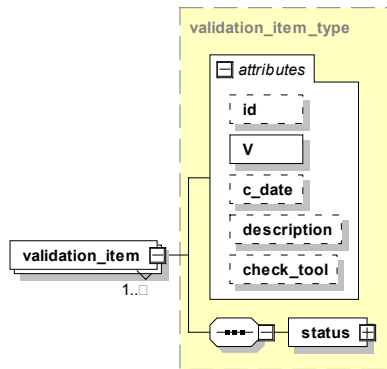 validation_item_type
attributes
id
V
c_date
description
check_tool
validation_item
1..□
status